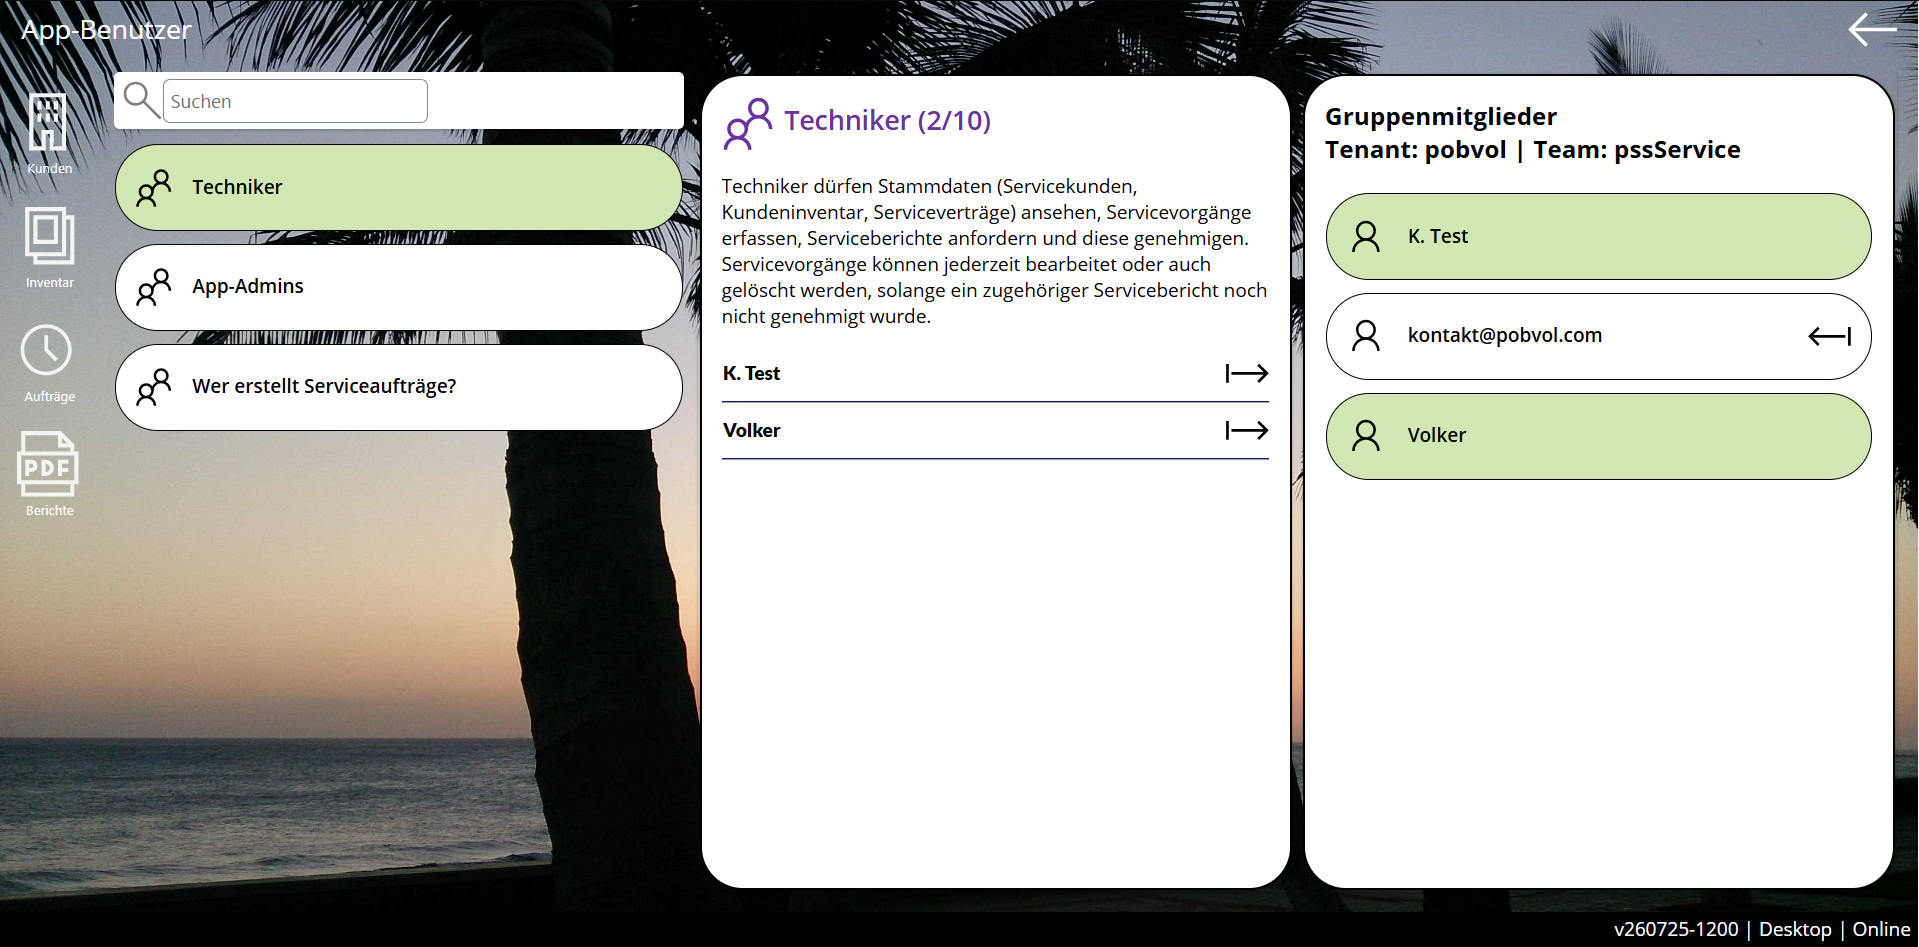 App-Benutzer
Kunden
Inventar
Aufträge
PDF
Berichte
Suchen
Techniker
App-Admins
Wer erstellt Serviceaufträge?
Techniker (2/10)
Techniker dürfen Stammdaten (Servicekunden,
Kundeninventar, Serviceverträge) ansehen, Servicevorgänge
erfassen, Serviceberichte anfordern und diese genehmigen.
Servicevorgänge können jederzeit bearbeitet oder auch
gelöscht werden, solange ein zugehöriger Servicebericht noch
nicht genehmigt wurde.
K. Test
Volker
Gruppenmitglieder
Tenant: pobvol | Team: pssService
K. Test
kontakt@pobvol.com
Volker
v260725-1200 | Desktop | Online